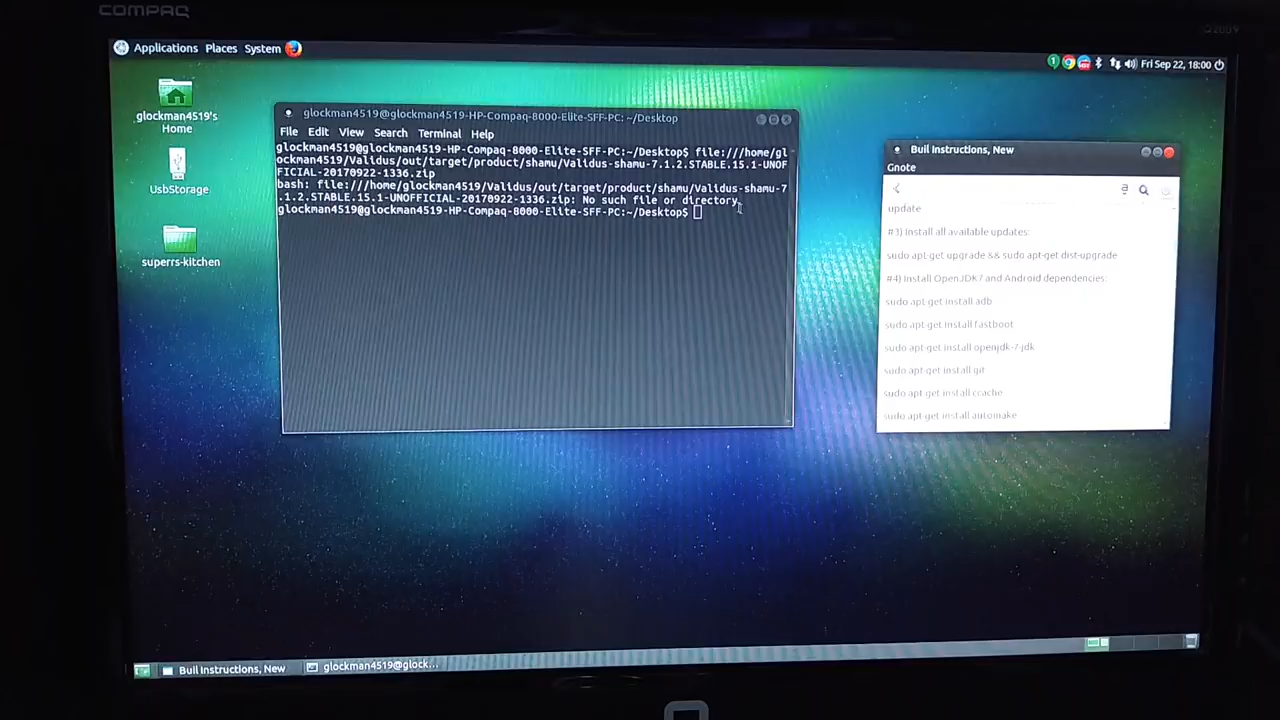 COMPAQ
Q2009
Applications Places System
Fri Sep 22, 18:00
glockman4519's
Home
UsbStorage
superrs-kitchen
glockman4519@glockman4519-HP-Compaq-8000-Elite-SFF-PC: ~/Desktop
File Edit View Search Terminal Help
glockman4519@glockman4519-HP-Compaq-8000-Elite-SFF-PC:~/Desktop$ file:///home/gl
ockman4519/Validus/out/target/product/shamu/Validus-shamu-7.1.2.STABLE.15.1-UNOF
FICIAL-20170922-1336.zip
bash: file:///home/glockman4519/Validus/out/target/product/shamu/Validus-shamu-7
.1.2.STABLE.15.1-UNOFFICIAL-20170922-1336.zip: No such file or directory
glockman4519@glockman4519-HP-Compaq-8000-Elite-SFF-PC:~/Desktop$
Buil Instructions, New
Gnote
update
#3) Install all available updates:
sudo apt-get upgrade && sudo apt-get dist-upgrade
#4) Install OpenJDK7 and Android dependencies:
sudo apt-get install adb
sudo apt-get install fastboot
sudo apt-get install openjdk-7-jdk
sudo apt-get install git
sudo apt-get install ccache
sudo apt-get install automake
Buil Instructions, New
glockman4519@glock...